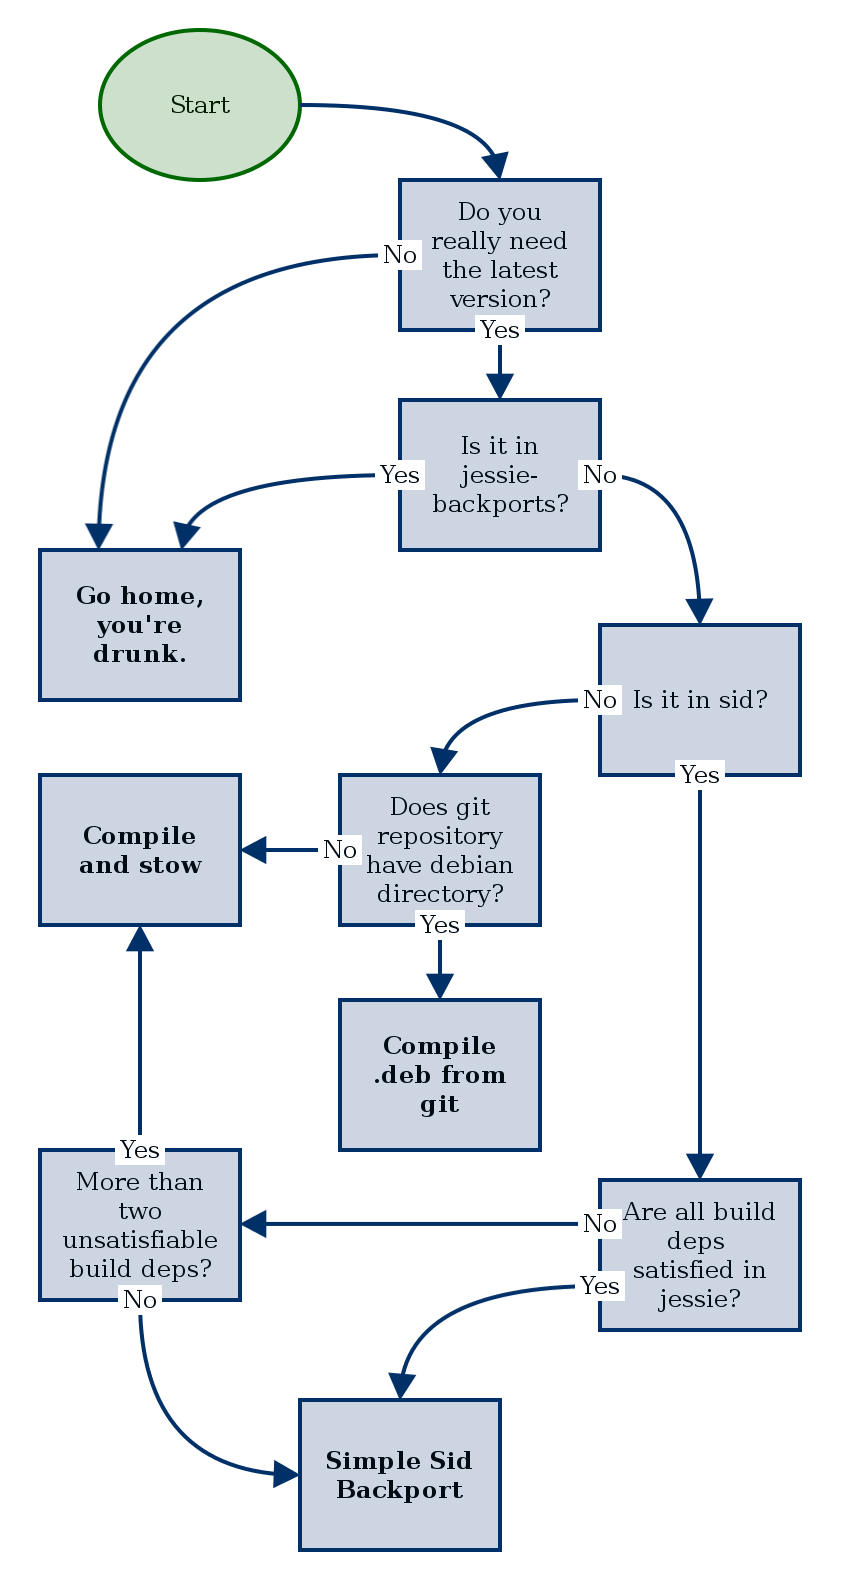 Start
Do you
really need
the latest
version?
No
Yes
Is it in
jessie-
backports?
Yes
No
Go home,
you're
drunk.
Is it in sid?
No
Yes
Does git
repository
have debian
directory?
No
Yes
Compile
and stow
Compile
.deb from
git
Yes
More than
two
unsatisfiable
build deps?
No
Are all build
deps
satisfied in
jessie?
No
Yes
Simple Sid
Backport